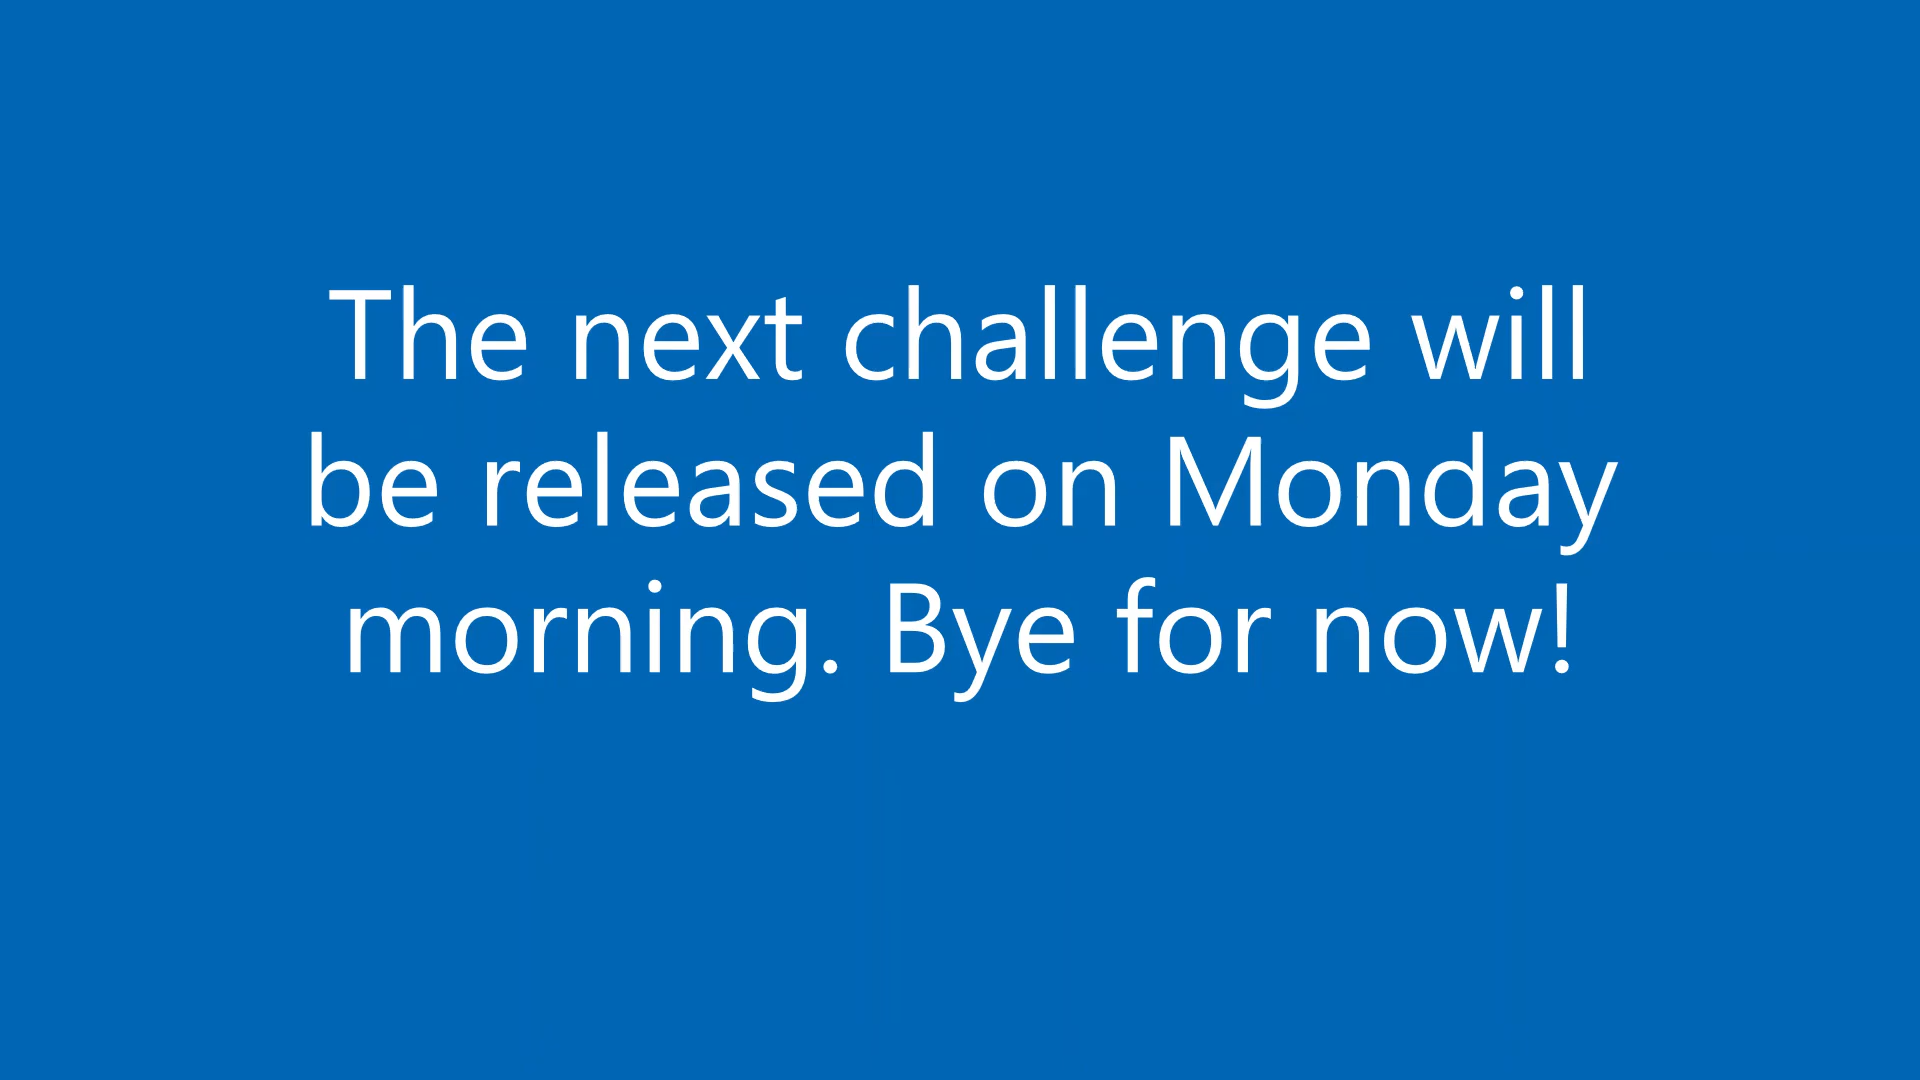 The next challenge will
be released on Monday
morning. Bye for now!